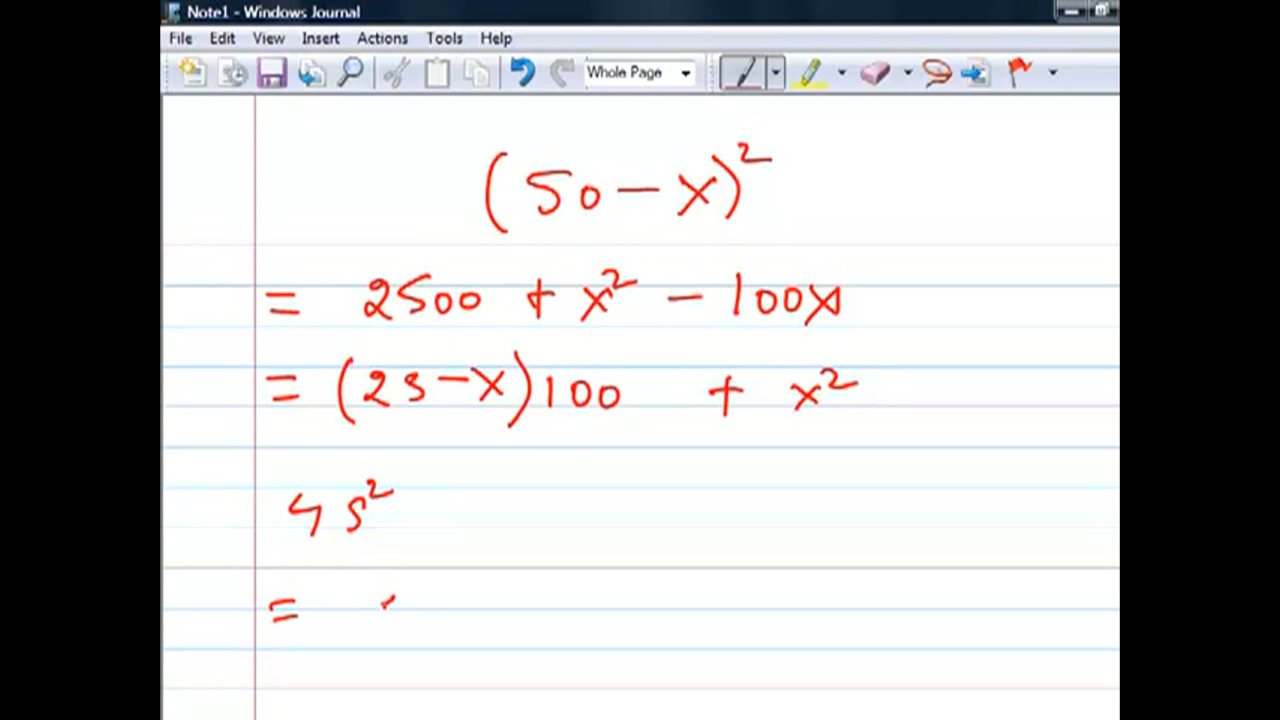 Note1 - Windows Journal
File Edit View Insert Actions Tools Help
Whole Page
(50 - x)²
= 2500 + x² - 100x
= (25 - x)100 + x²
45²
=